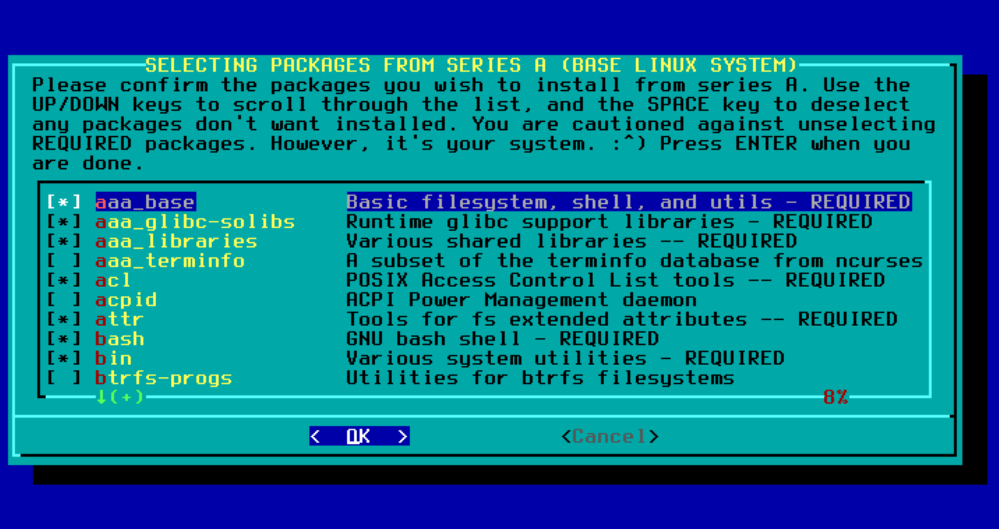 SELECTING PACKAGES FROM SERIES A (BASE LINUX SYSTEM)
Please confirm the packages you wish to install from series A. Use the
UP/DOWN keys to scroll through the list, and the SPACE key to deselect
any packages don't want installed. You are cautioned against unselecting
REQUIRED packages. However, it's your system. :^) Press ENTER when you
are done.
[*] aaa_base Basic filesystem, shell, and utils - REQUIRED
[*] aaa_glibc-solibs Runtime glibc support libraries - REQUIRED
[*] aaa_libraries Various shared libraries -- REQUIRED
[ ] aaa_terminfo A subset of the terminfo database from ncurses
[*] acl POSIX Access Control List tools -- REQUIRED
[ ] acpid ACPI Power Management daemon
[*] attr Tools for fs extended attributes -- REQUIRED
[*] bash GNU bash shell - REQUIRED
[*] bin Various system utilities - REQUIRED
[ ] btrfs-progs Utilities for btrfs filesystems
↓(+) 8%
< OK > <Cancel>